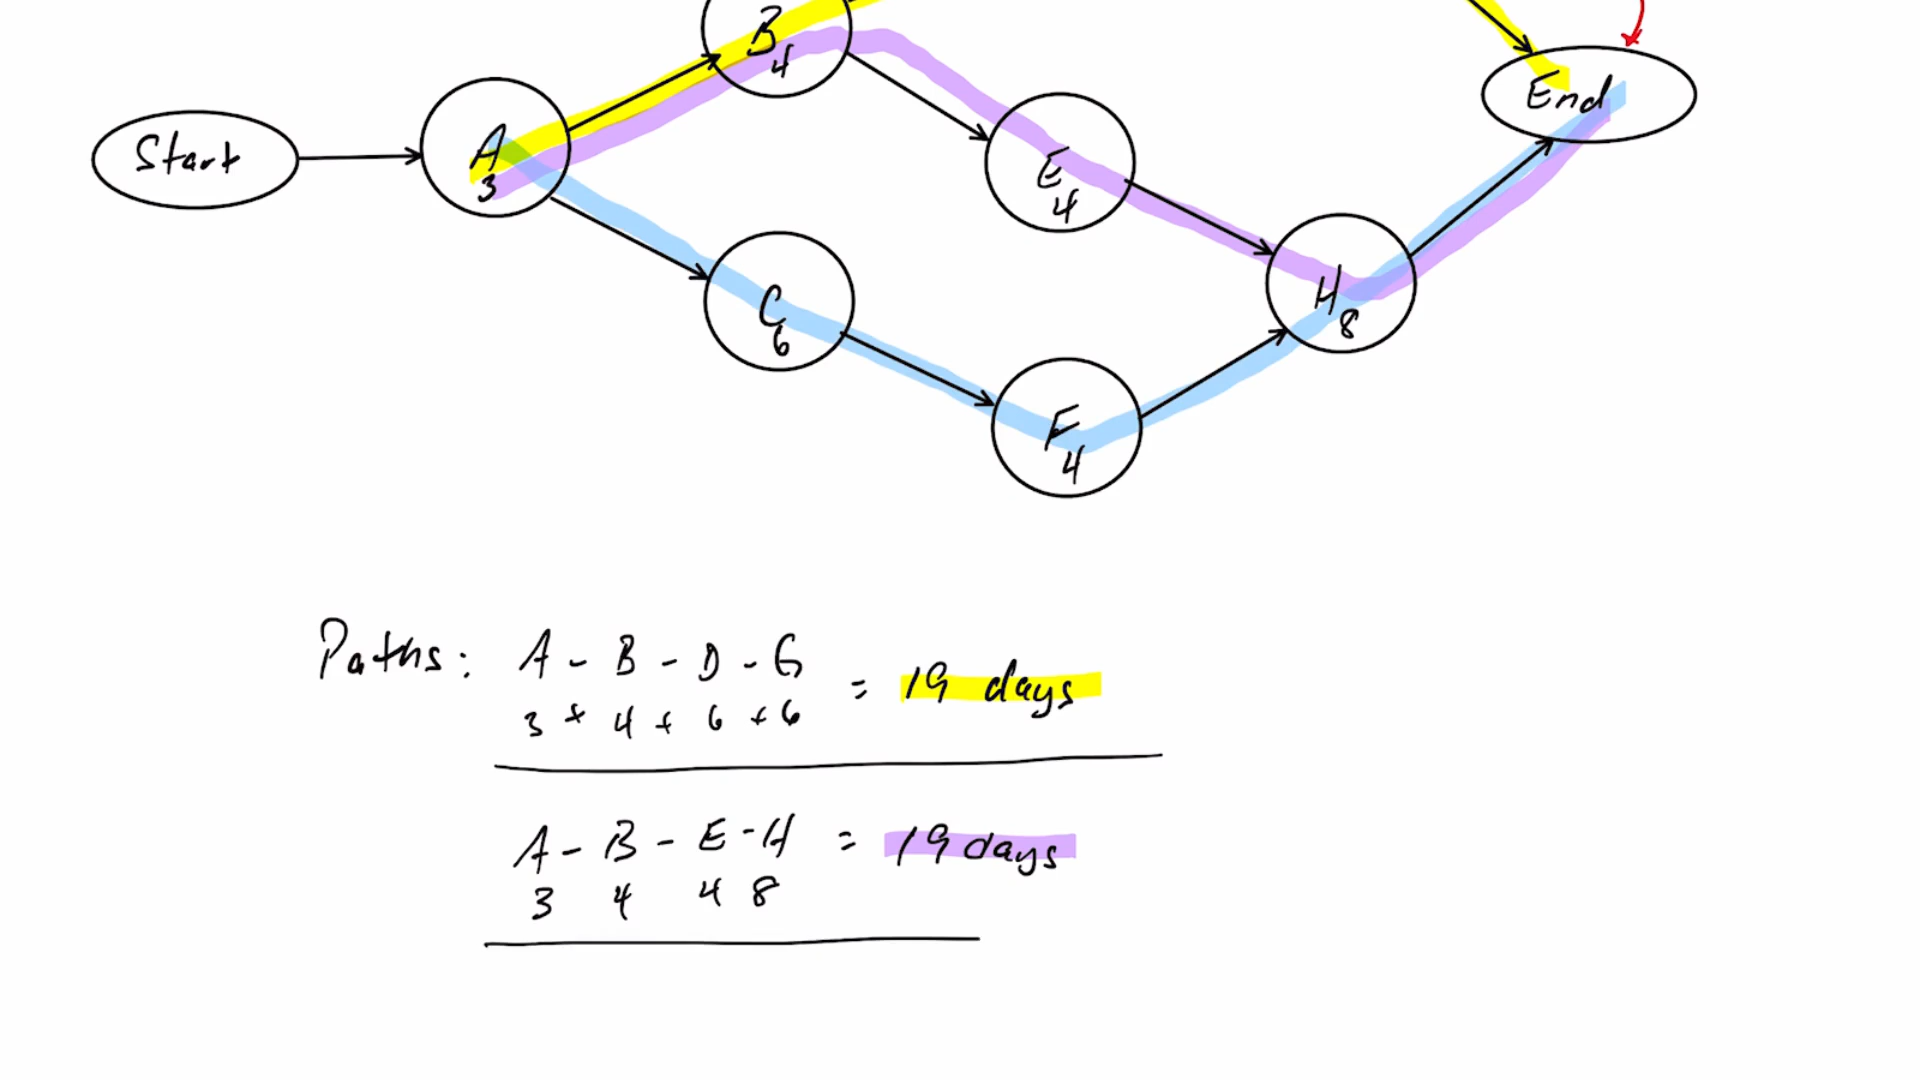 B
4
Start
A
3
End
E
4
C
6
H
8
F
4
Paths: A - B - D - G = 19 days
3 + 4 + 6 + 6
A - B - E - H = 19 days
3 4 4 8